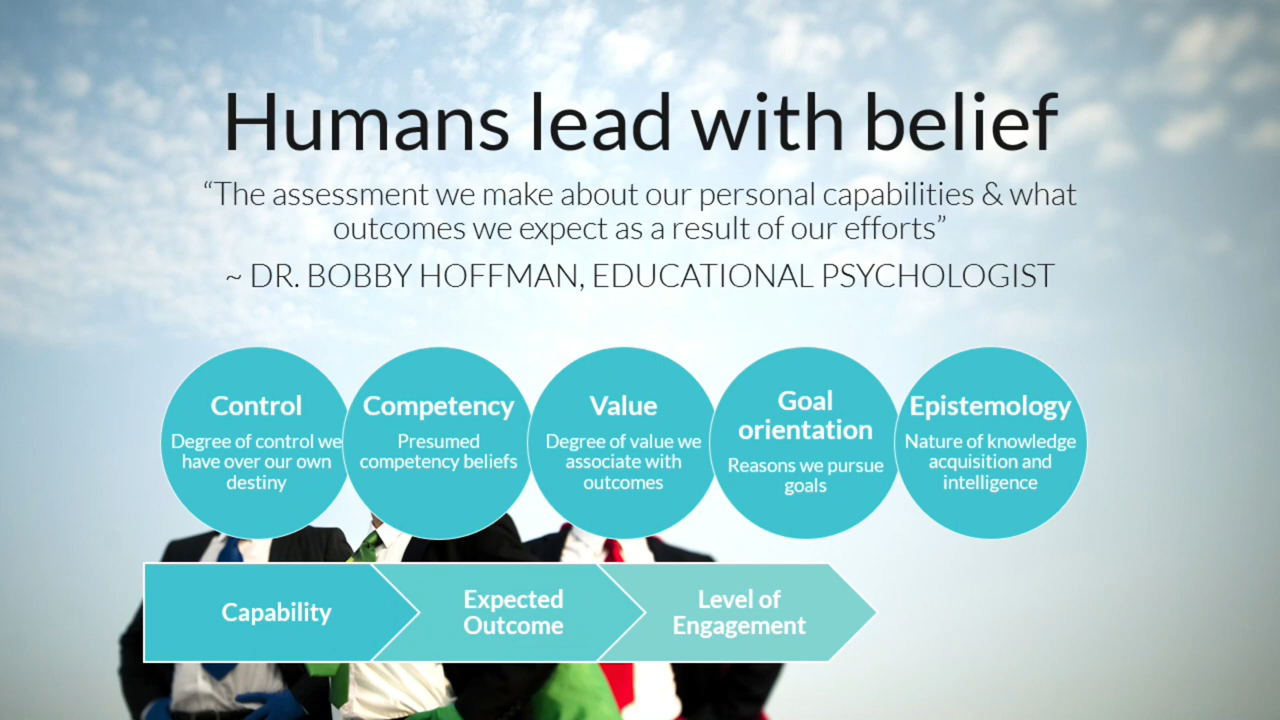 Humans lead with belief
“The assessment we make about our personal capabilities & what
outcomes we expect as a result of our efforts”
~ DR. BOBBY HOFFMAN, EDUCATIONAL PSYCHOLOGIST
Control
Degree of control we
have over our own
destiny
Competency
Presumed
competency beliefs
Value
Degree of value we
associate with
outcomes
Goal
orientation
Reasons we pursue
goals
Epistemology
Nature of knowledge
acquisition and
intelligence
Capability
Expected
Outcome
Level of
Engagement